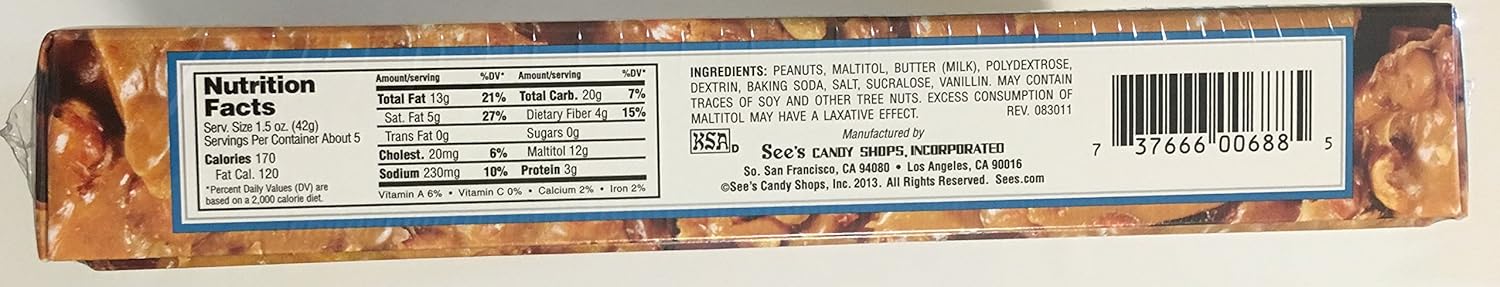 Nutrition
Facts
Serv. Size 1.5 oz. (42g)
Servings Per Container About 5
Calories 170
Fat Cal. 120
*Percent Daily Values (DV) are
based on a 2,000 calorie diet.
Amount/serving %DV* Amount/serving %DV*
Total Fat 13g 21% Total Carb. 20g 7%
Sat. Fat 5g 27% Dietary Fiber 4g 15%
Trans Fat 0g Sugars 0g
Cholest. 20mg 6% Maltitol 12g
Sodium 230mg 10% Protein 3g
Vitamin A 6% • Vitamin C 0% • Calcium 2% • Iron 2%
INGREDIENTS: PEANUTS, MALTITOL, BUTTER (MILK), POLYDEXTROSE,
DEXTRIN, BAKING SODA, SALT, SUCRALOSE, VANILLIN. MAY CONTAIN
TRACES OF SOY AND OTHER TREE NUTS. EXCESS CONSUMPTION OF
MALTITOL MAY HAVE A LAXATIVE EFFECT. REV. 083011
KSA D
Manufactured by
See's CANDY SHOPS, INCORPORATED
So. San Francisco, CA 94080 • Los Angeles, CA 90016
©See's Candy Shops, Inc. 2013. All Rights Reserved. Sees.com
7 37666 00688 5